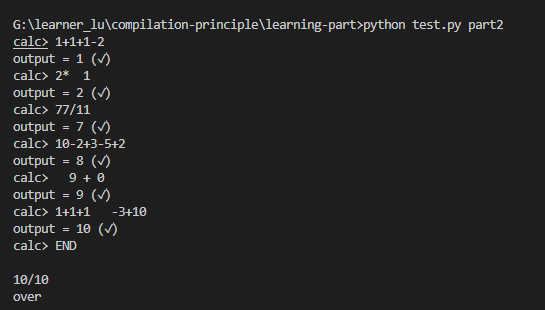 G:\learner_lu\compilation-principle\learning-part>python test.py part2
calc> 1+1+1-2
output = 1 (√)
calc> 2*  1
output = 2 (√)
calc> 77/11
output = 7 (√)
calc> 10-2+3-5+2
output = 8 (√)
calc>   9 + 0
output = 9 (√)
calc> 1+1+1   -3+10
output = 10 (√)
calc> END
10/10
over